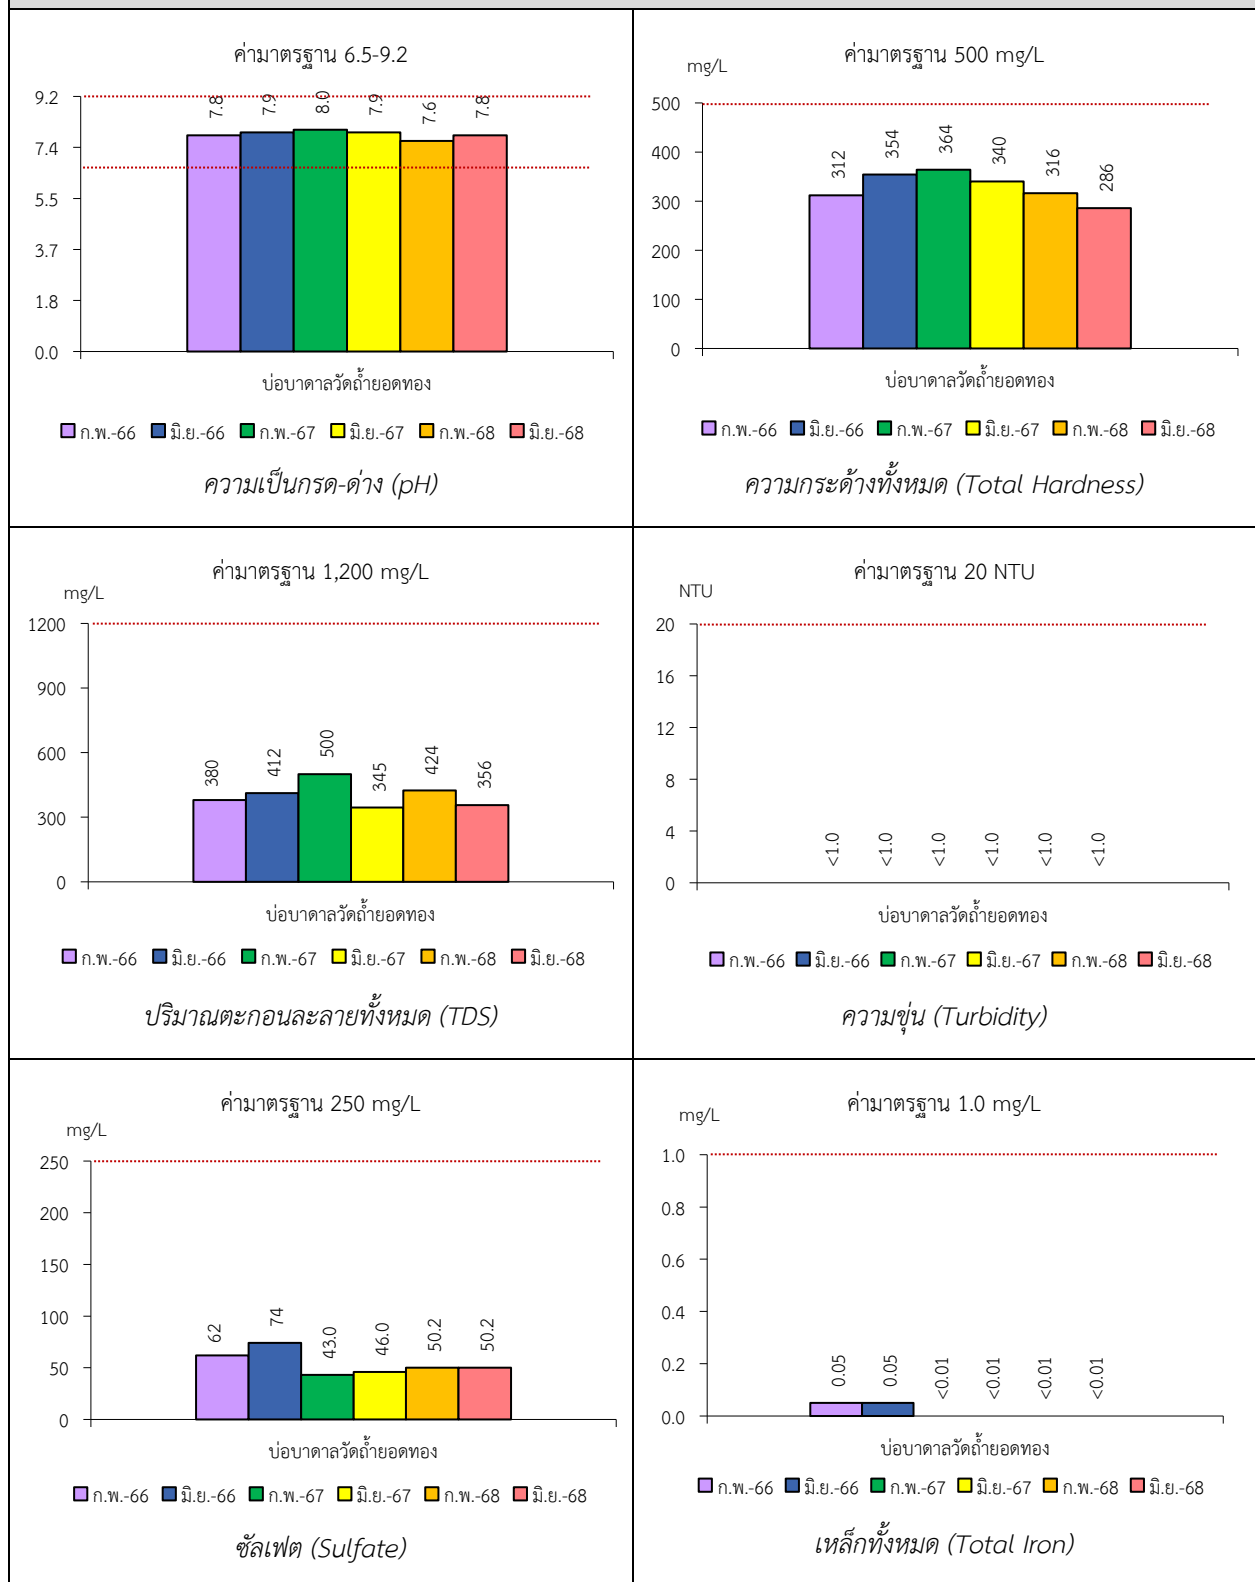 ค่ามาตรฐาน 6.5-9.2
9.2
7.4
5.5
3.7
1.8
0.0
7.8
7.9
8.0
7.9
7.6
7.8
บ่อบาดาลวัดถ้ำยอดทอง
ก.พ.-66 มิ.ย.-66 ก.พ.-67 มิ.ย.-67 ก.พ.-68 มิ.ย.-68
ความเป็นกรด-ด่าง (pH)
ค่ามาตรฐาน 500 mg/L
mg/L
500
400
300
200
100
0
312
354
364
340
316
286
บ่อบาดาลวัดถ้ำยอดทอง
ก.พ.-66 มิ.ย.-66 ก.พ.-67 มิ.ย.-67 ก.พ.-68 มิ.ย.-68
ความกระด้างทั้งหมด (Total Hardness)
ค่ามาตรฐาน 1,200 mg/L
mg/L
1200
900
600
300
0
380
412
500
345
424
356
บ่อบาดาลวัดถ้ำยอดทอง
ก.พ.-66 มิ.ย.-66 ก.พ.-67 มิ.ย.-67 ก.พ.-68 มิ.ย.-68
ปริมาณตะกอนละลายทั้งหมด (TDS)
ค่ามาตรฐาน 20 NTU
NTU
20
16
12
8
4
0
<1.0
<1.0
<1.0
<1.0
<1.0
<1.0
บ่อบาดาลวัดถ้ำยอดทอง
ก.พ.-66 มิ.ย.-66 ก.พ.-67 มิ.ย.-67 ก.พ.-68 มิ.ย.-68
ความขุ่น (Turbidity)
ค่ามาตรฐาน 250 mg/L
mg/L
250
200
150
100
50
0
62
74
43.0
46.0
50.2
50.2
บ่อบาดาลวัดถ้ำยอดทอง
ก.พ.-66 มิ.ย.-66 ก.พ.-67 มิ.ย.-67 ก.พ.-68 มิ.ย.-68
ซัลเฟต (Sulfate)
ค่ามาตรฐาน 1.0 mg/L
mg/L
1.0
0.8
0.6
0.4
0.2
0.0
0.05
0.05
<0.01
<0.01
<0.01
<0.01
บ่อบาดาลวัดถ้ำยอดทอง
ก.พ.-66 มิ.ย.-66 ก.พ.-67 มิ.ย.-67 ก.พ.-68 มิ.ย.-68
เหล็กทั้งหมด (Total Iron)